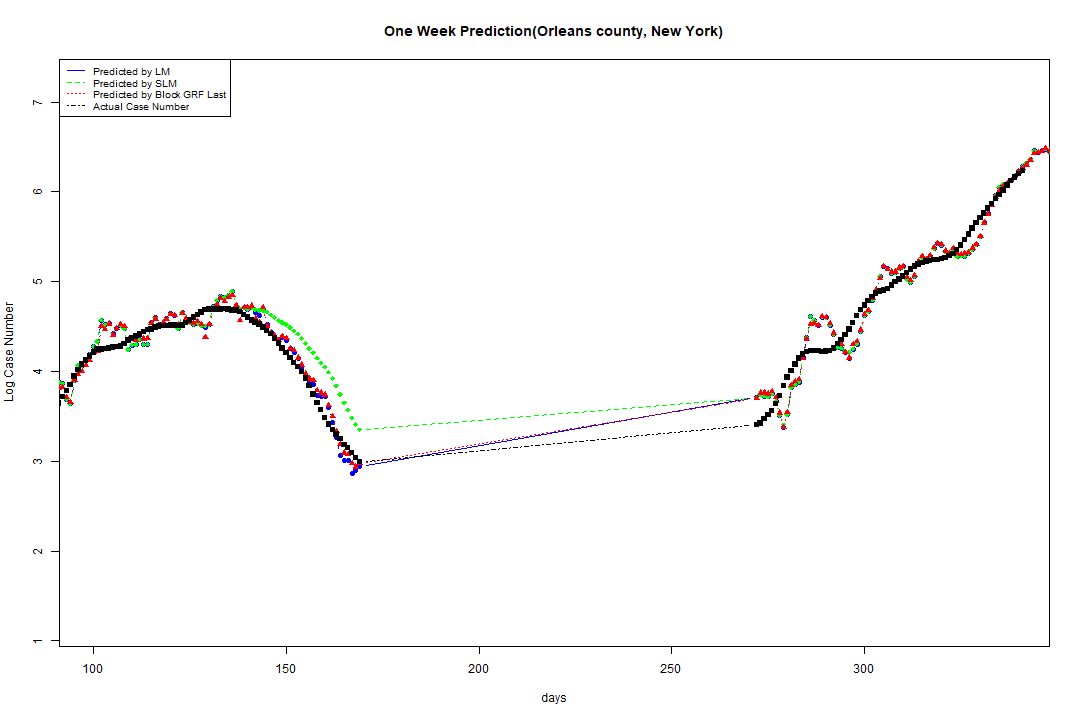 One Week Prediction(Orleans county, New York)
Predicted by LM
Predicted by SLM
Predicted by Block GRF Last
Actual Case Number
Log Case Number
7
6
5
4
3
2
1
100 150 200 250 300
days